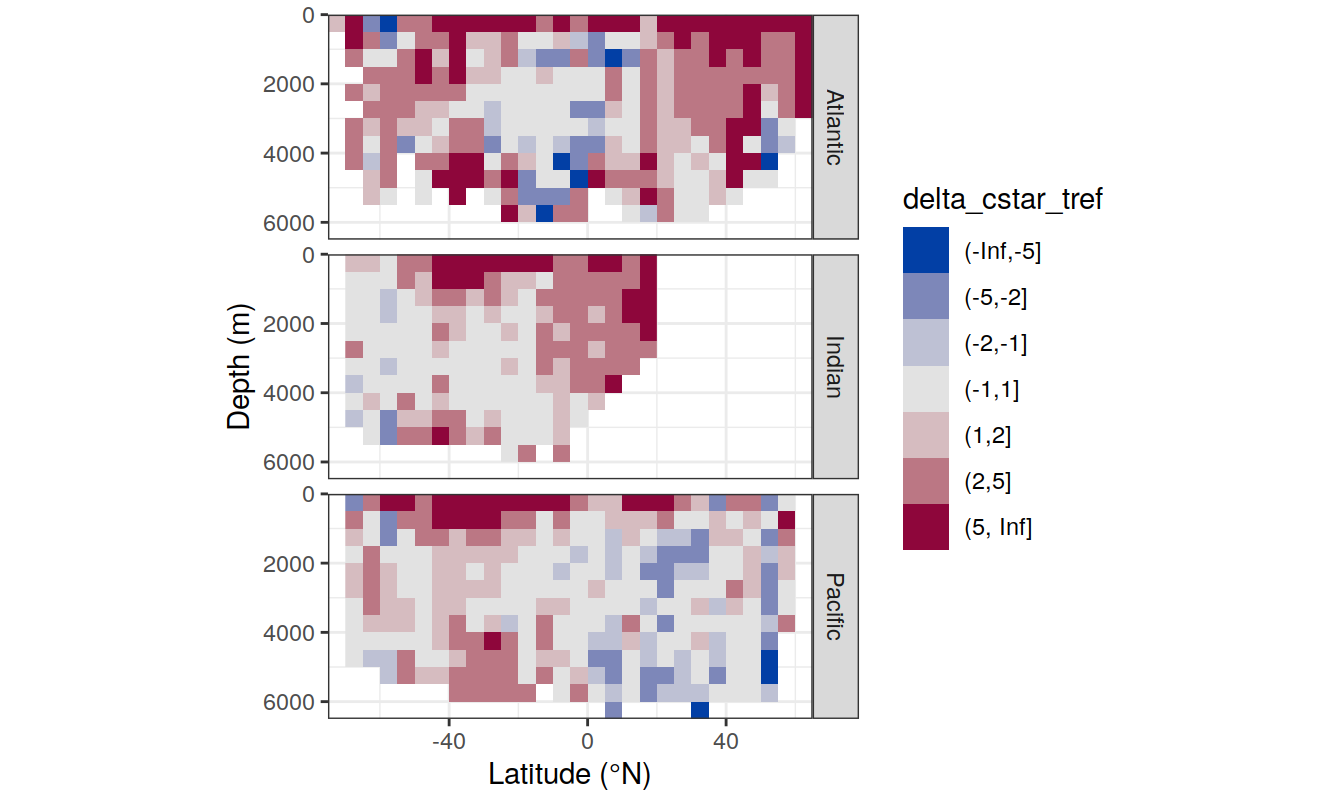 0
2000
4000
6000
Atlantic
0
2000
4000
6000
Indian
0
2000
4000
6000
Pacific
-40
0
40
Depth (m)
Latitude (°N)
delta_cstar_tref
(-Inf,-5]
(-5,-2]
(-2,-1]
(-1,1]
(1,2]
(2,5]
(5, Inf]